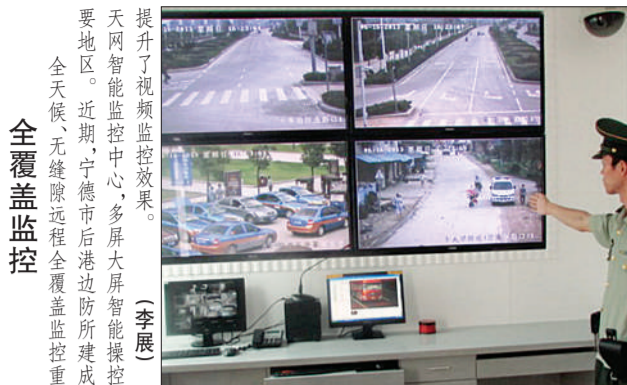 全覆盖监控
全天候、无缝隙远程全覆盖监控重
要地区。近期,宁德市后港边防所建成
天网智能监控中心,多屏大屏智能操控
提升了视频监控效果。 (李展)